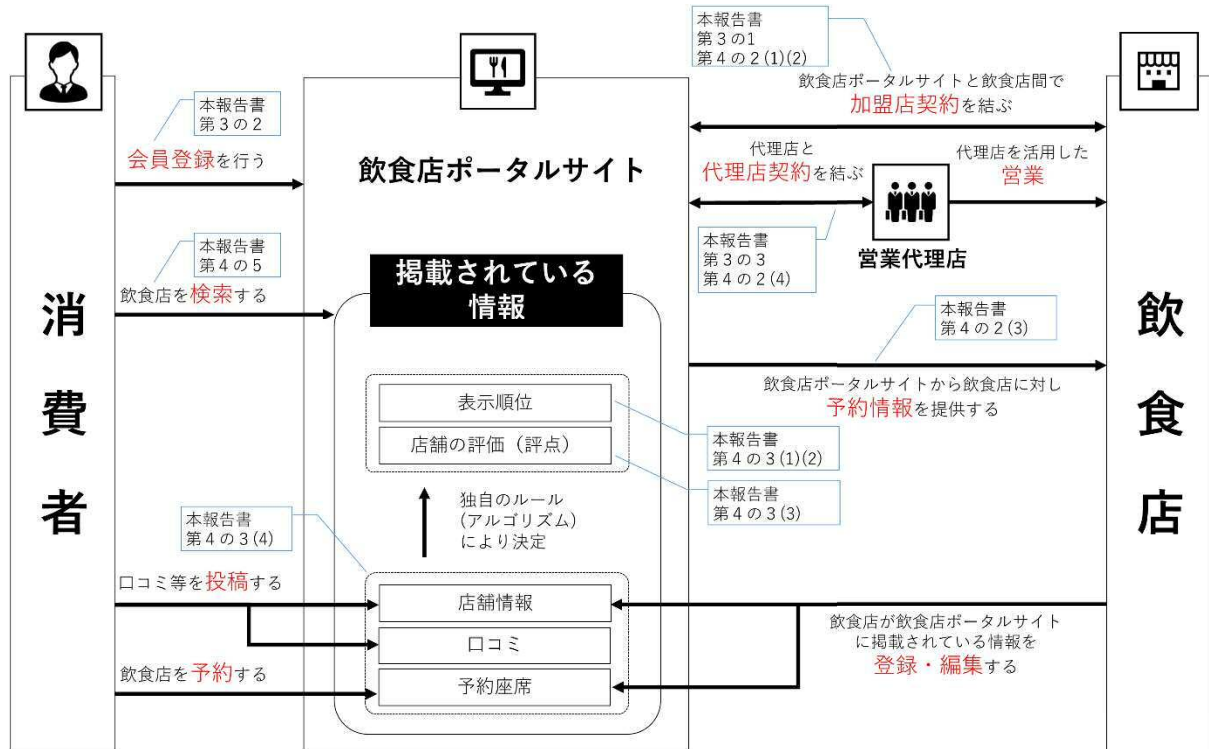 消費者
本報告書
第3の2
会員登録を行う
本報告書
第4の5
飲食店を検索する
本報告書
第4の3(4)
口コミ等を投稿する
飲食店を予約する
飲食店ポータルサイト
掲載されている
情報
表示順位
店舗の評価（評点）
独自のルール
(アルゴリズム)
により決定
店舗情報
口コミ
予約座席
本報告書
第3の1
第4の2(1)(2)
飲食店ポータルサイトと飲食店間で
加盟店契約を結ぶ
代理店と
代理店契約を結ぶ
代理店を活用した
営業
営業代理店
本報告書
第3の3
第4の2(4)
本報告書
第4の2(3)
飲食店ポータルサイトから飲食店に対し
予約情報を提供する
本報告書
第4の3(1)(2)
本報告書
第4の3(3)
飲食店が飲食店ポータルサイト
に掲載されている情報を
登録・編集する
飲食店